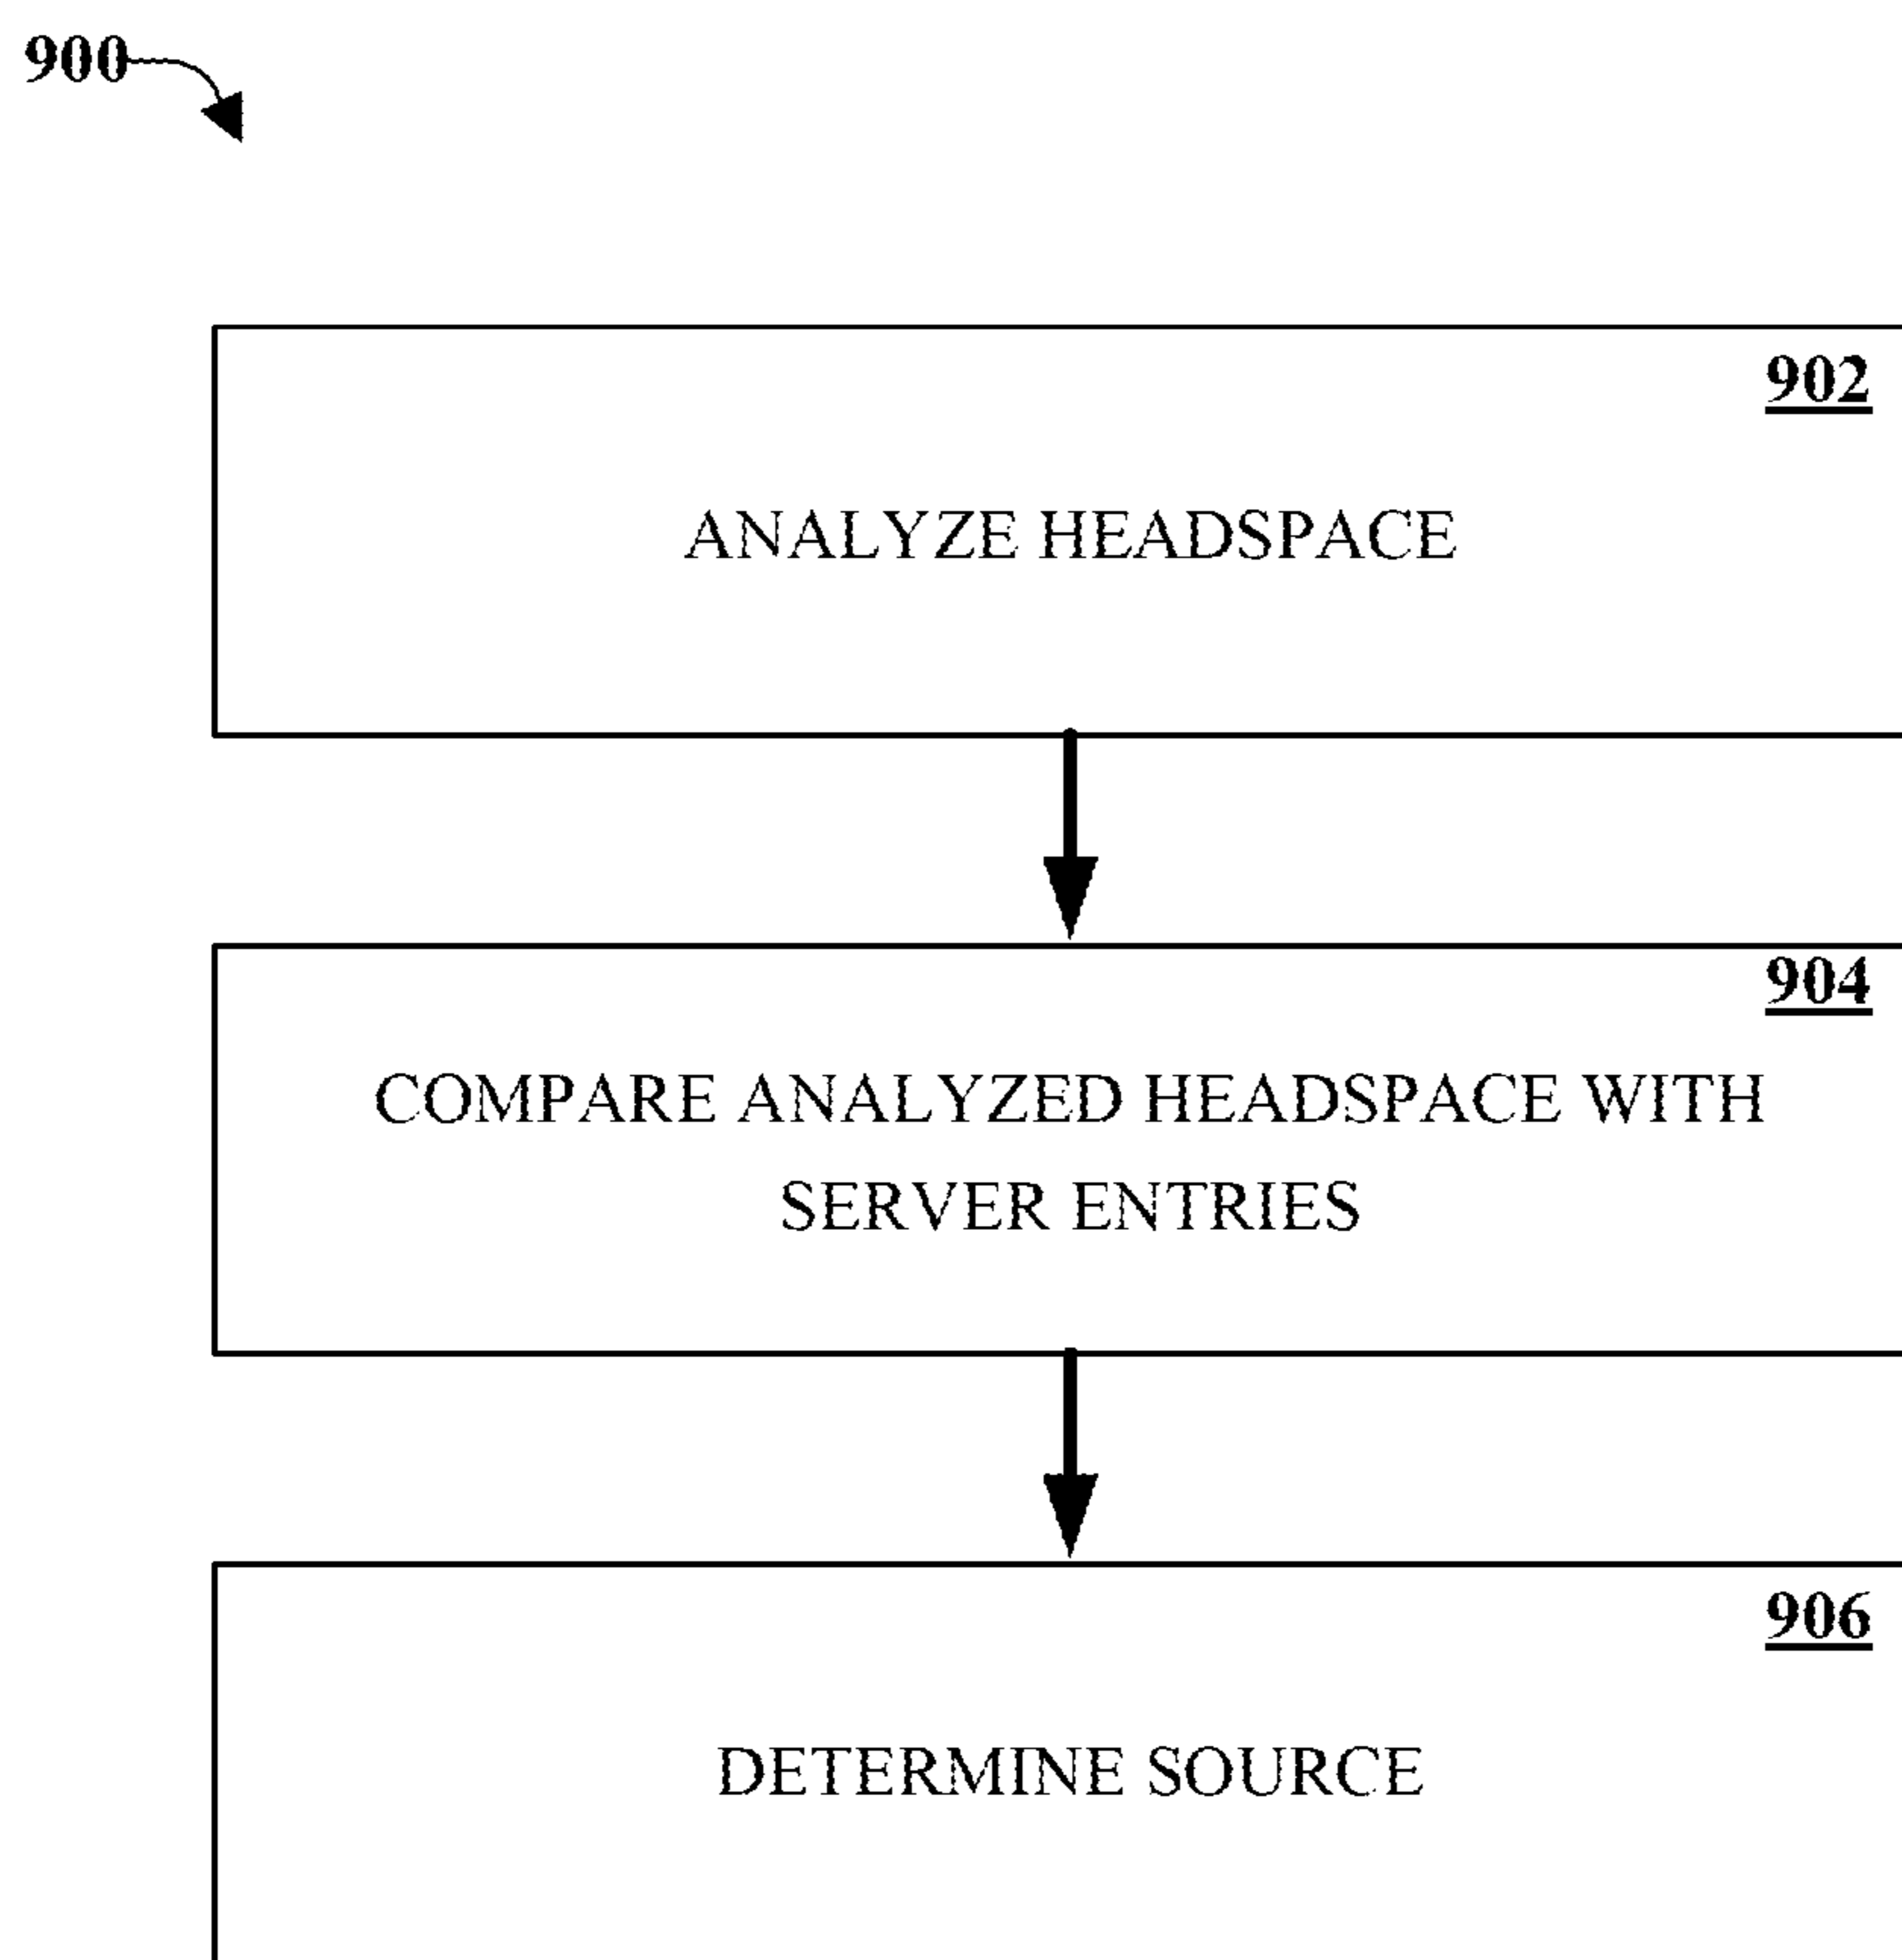 900
902
ANALYZE HEADSPACE
904
COMPARE ANALYZED HEADSPACE WITH
SERVER ENTRIES
906
DETERMINE SOURCE